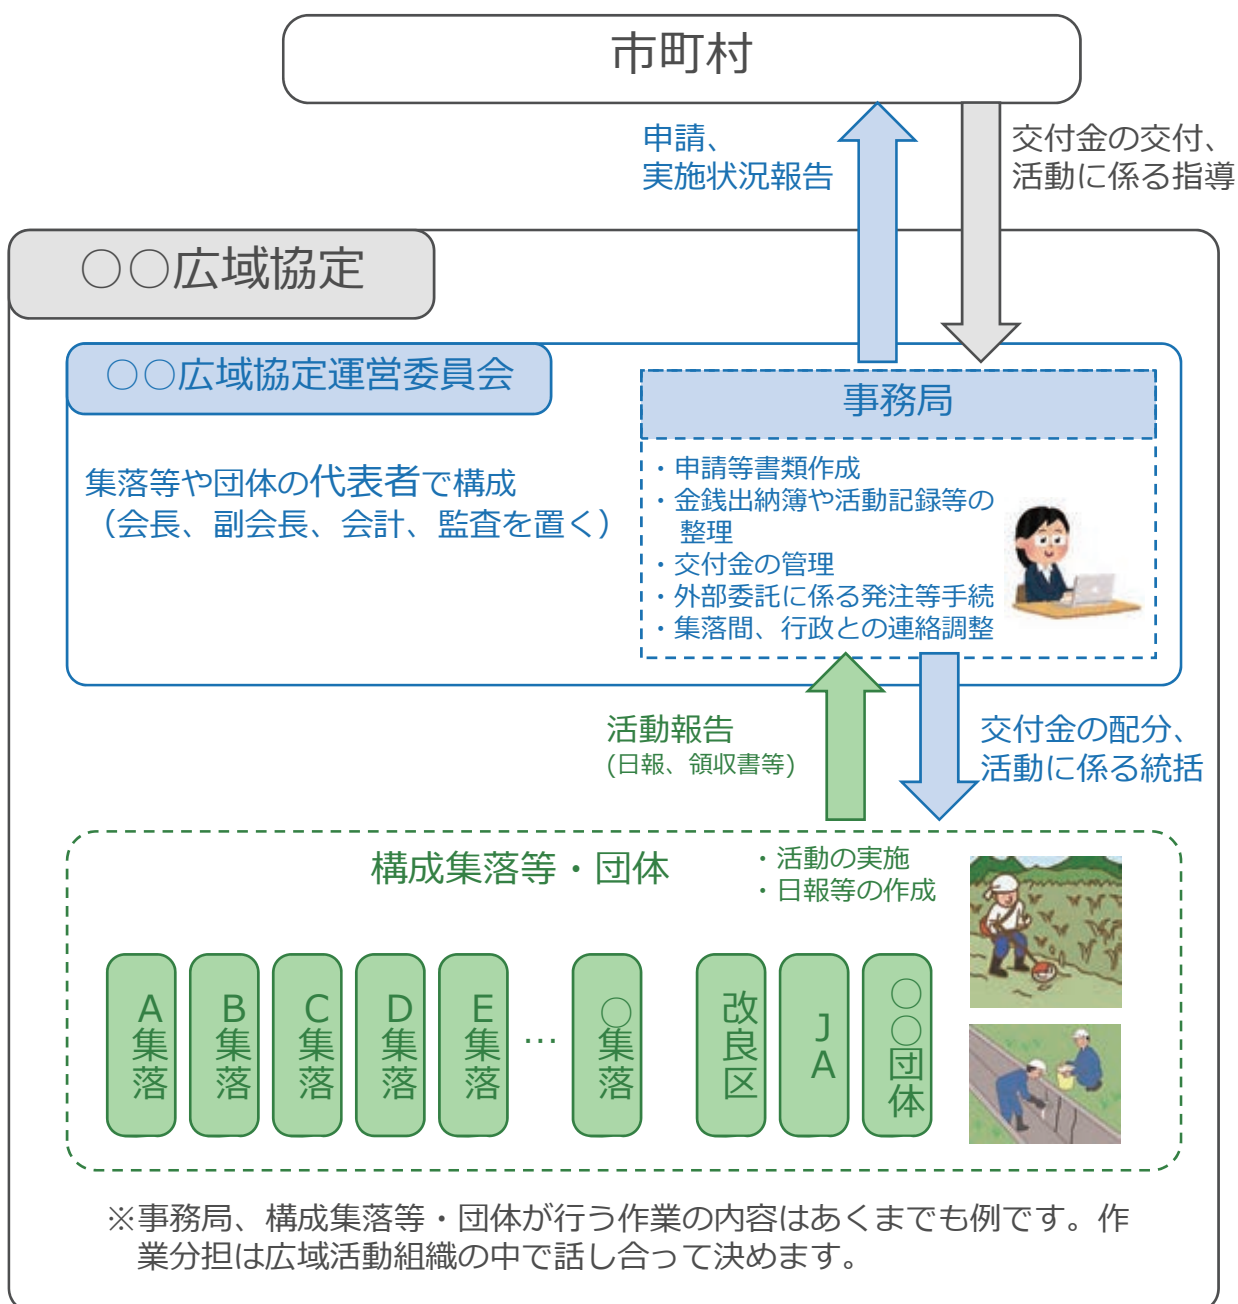 市町村
申請、
実施状況報告
交付金の交付、
活動に係る指導
○○広域協定
○○広域協定運営委員会
集落等や団体の代表者で構成
（会長、副会長、会計、監査を置く）
事務局
・申請等書類作成
・金銭出納簿や活動記録等の
整理
・交付金の管理
・外部委託に係る発注等手続
・集落間、行政との連絡調整
活動報告
(日報、領収書等)
交付金の配分、
活動に係る統括
構成集落等・団体
・活動の実施
・日報等の作成
A集落
B集落
C集落
D集落
E集落
…
○集落
改良区
JA
○○団体
※事務局、構成集落等・団体が行う作業の内容はあくまでも例です。作
業分担は広域活動組織の中で話し合って決めます。